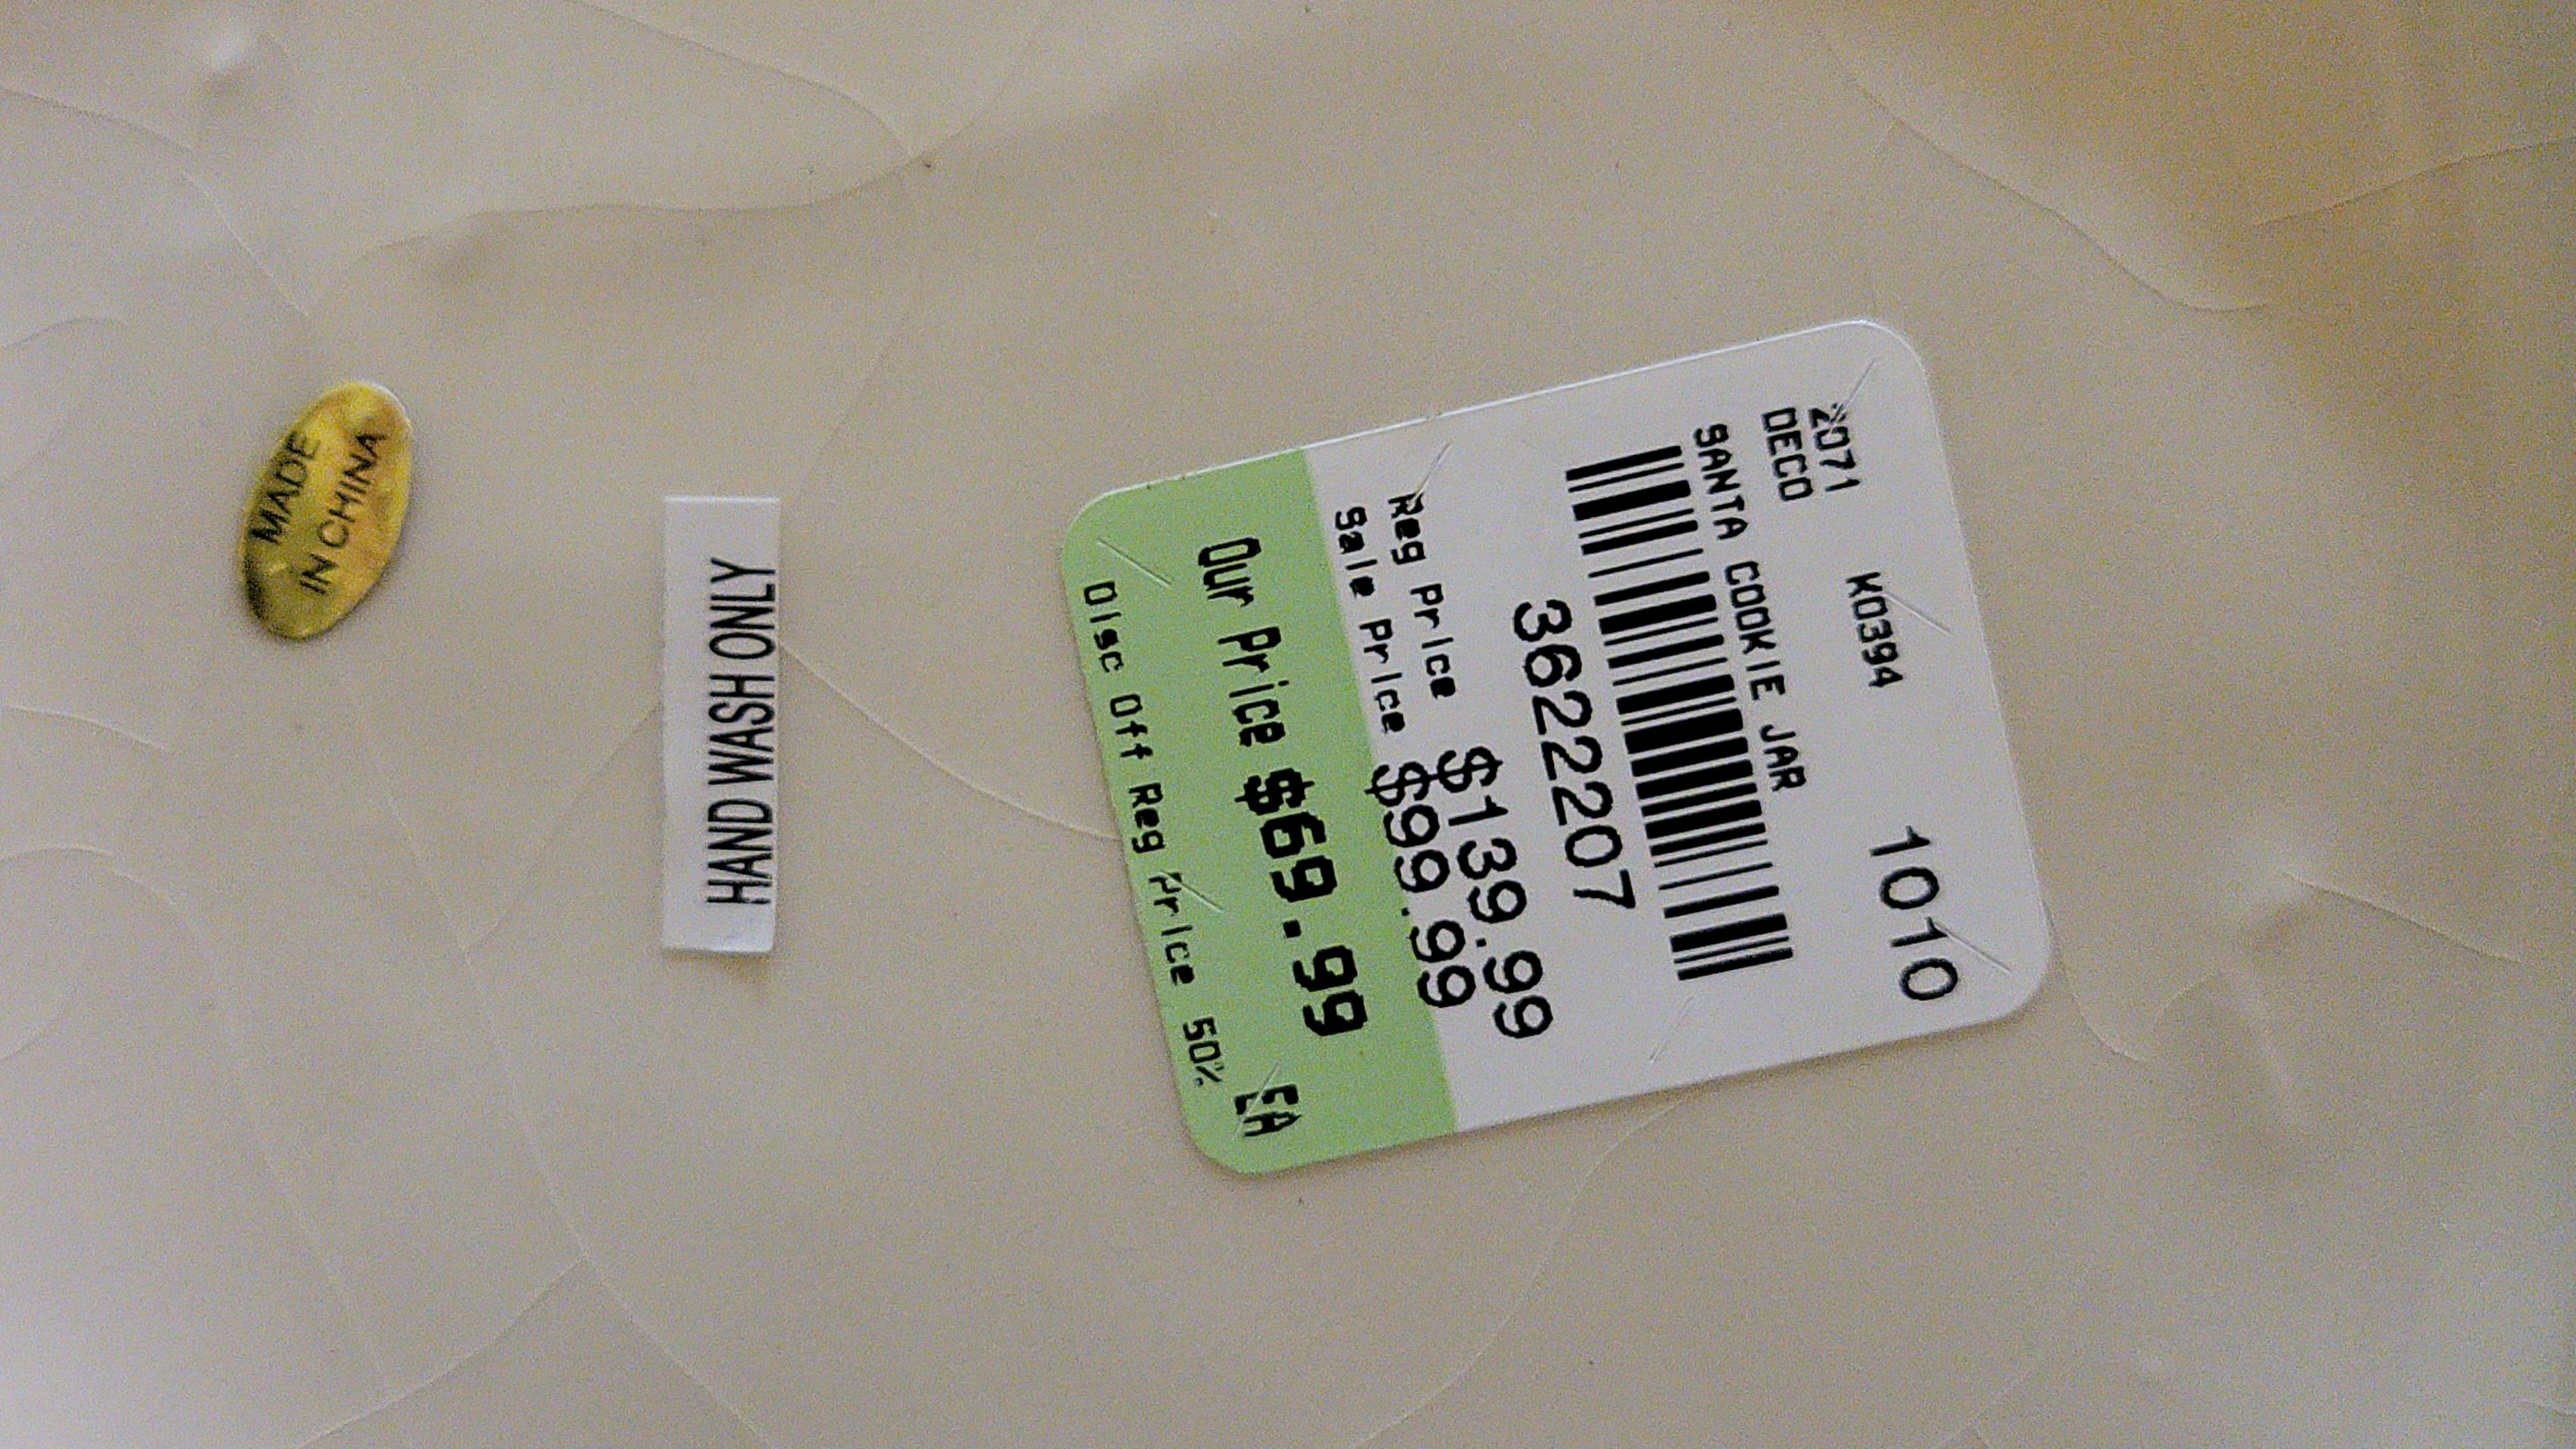 MADE
IN CHINA
HAND WASH ONLY
2071 K0394 1010
DECO
SANTA COOKIE JAR
3622207
Reg Price $139.99
Sale Price $99.99
Our Price $69.99 EA
Disc Off Reg Price 50%